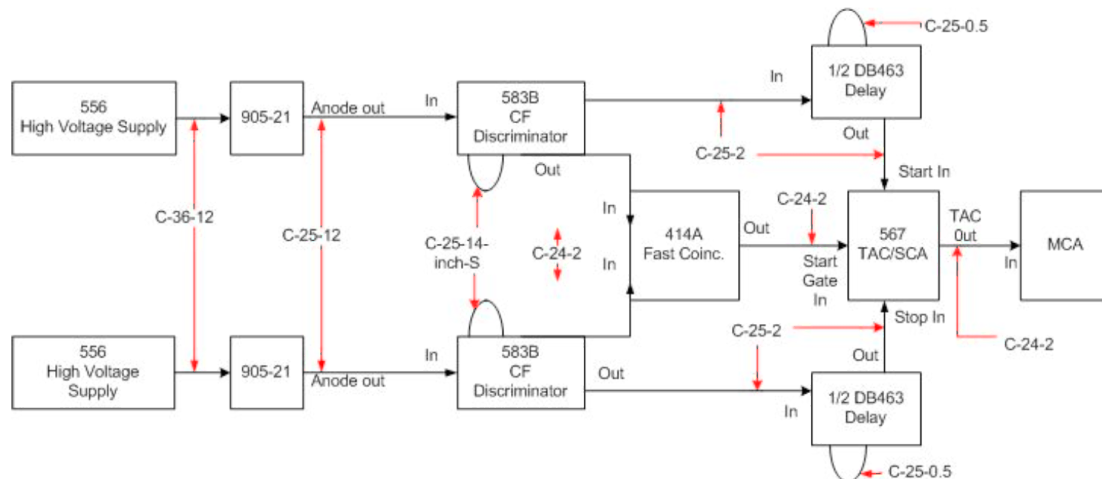 C-25-0.5
1/2 DB463
Delay
In
Out
556
High Voltage Supply
905-21
Anode out
In
583B
CF
Discriminator
Out
C-25-2
Start In
C-36-12
C-25-12
C-25-14-
inch-S
C-24-2
In
In
414A
Fast Coinc.
Out
C-24-2
Start
Gate
In
567
TAC/SCA
TAC
Out
In
MCA
Stop In
C-25-2
C-24-2
556
High Voltage
Supply
905-21
Anode out
In
583B
CF
Discriminator
Out
In
Out
1/2 DB463
Delay
C-25-0.5